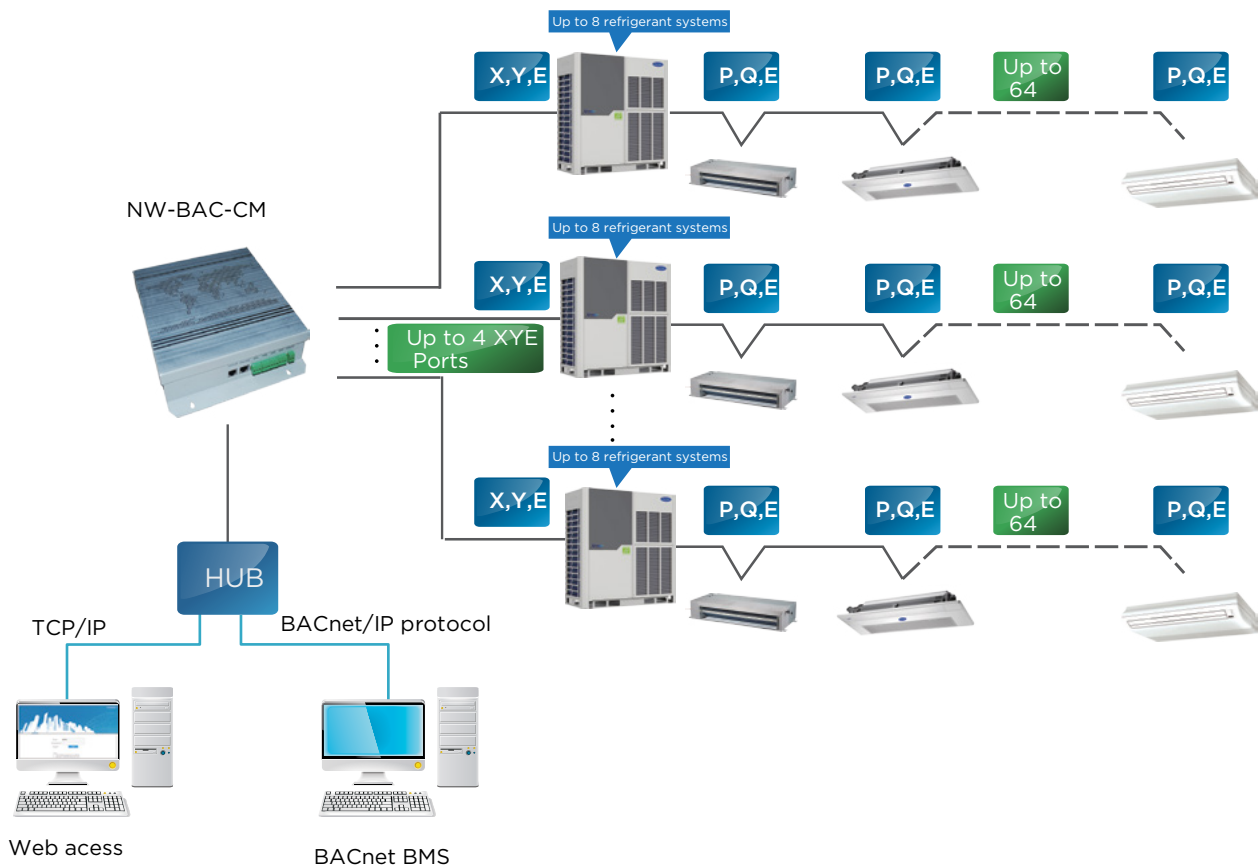 Up to 8 refrigerant systems
X,Y,E
P,Q,E
P,Q,E
Up to
64
P,Q,E
NW-BAC-CM
Up to 8 refrigerant systems
X,Y,E
P,Q,E
P,Q,E
Up to
64
P,Q,E
Up to 4 XYE
Ports
Up to 8 refrigerant systems
X,Y,E
P,Q,E
P,Q,E
Up to
64
P,Q,E
HUB
TCP/IP
BACnet/IP protocol
Web acess
BACnet BMS